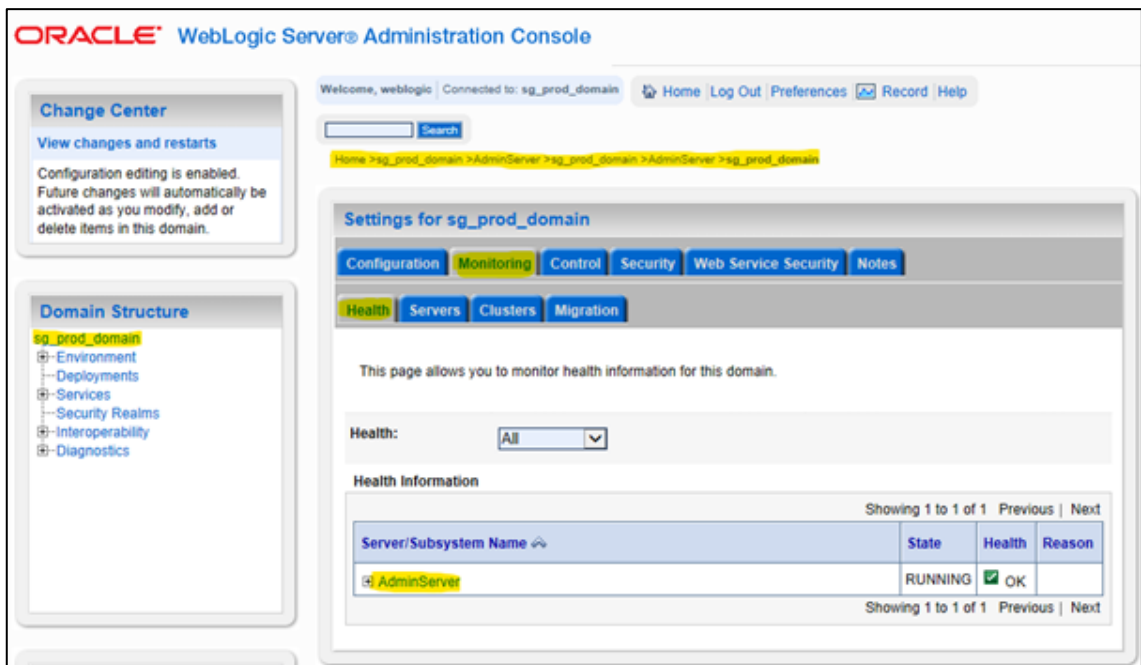 ORACLE® WebLogic Server® Administration Console
Change Center
View changes and restarts
Configuration editing is enabled.
Future changes will automatically be
activated as you modify, add or
delete items in this domain.
Domain Structure
sg_prod_domain
Environment
Deployments
Services
Security Realms
Interoperability
Diagnostics
Welcome, weblogic Connected to: sg_prod_domain
Home Log Out Preferences Record Help
Search
Home >sg_prod_domain >AdminServer >sg_prod_domain >AdminServer >sg_prod_domain
Settings for sg_prod_domain
Configuration Monitoring Control Security Web Service Security Notes
Health Servers Clusters Migration
This page allows you to monitor health information for this domain.
Health: All
Health Information
Showing 1 to 1 of 1 Previous | Next
Server/Subsystem Name State Health Reason
AdminServer RUNNING OK
Showing 1 to 1 of 1 Previous | Next